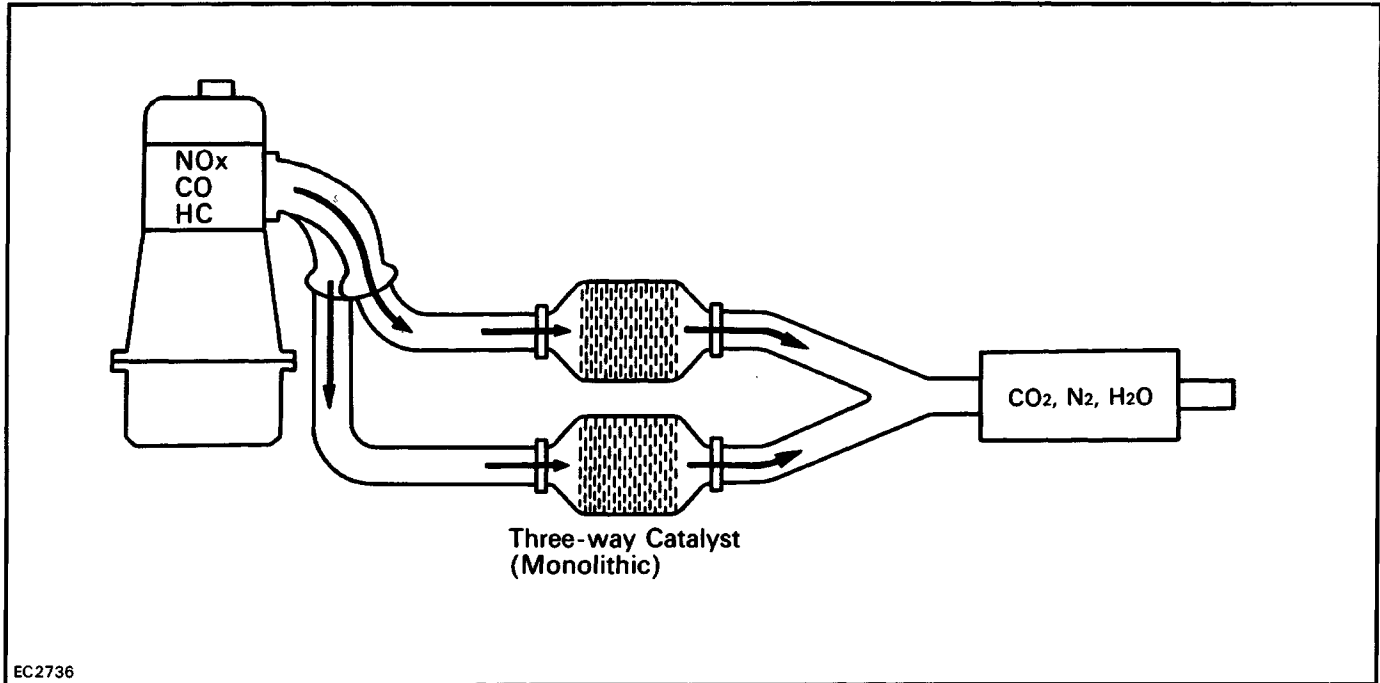 NOx
CO
HC
CO2, N2, H2O
Three-way Catalyst
(Monolithic)
EC2736